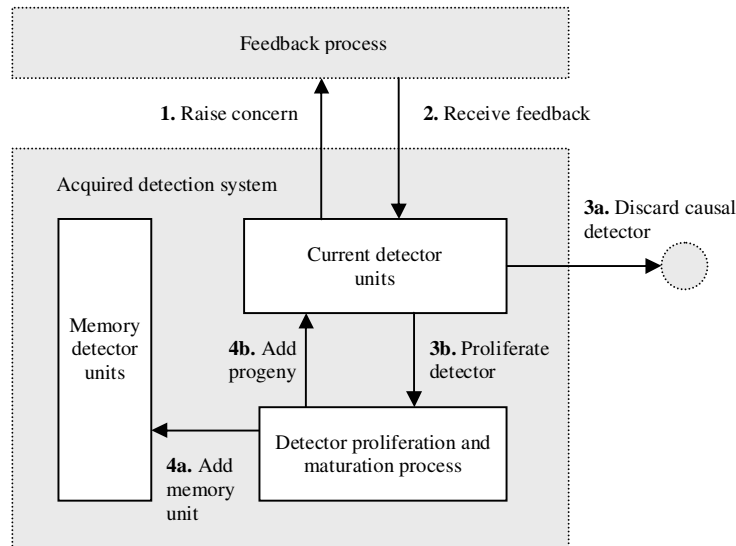 Feedback process
1. Raise concern
2. Receive feedback
Acquired detection system
3a. Discard causal
detector
Current detector
units
Memory
detector
units
4b. Add
progeny
3b. Proliferate
detector
Detector proliferation and
maturation process
4a. Add
memory
unit